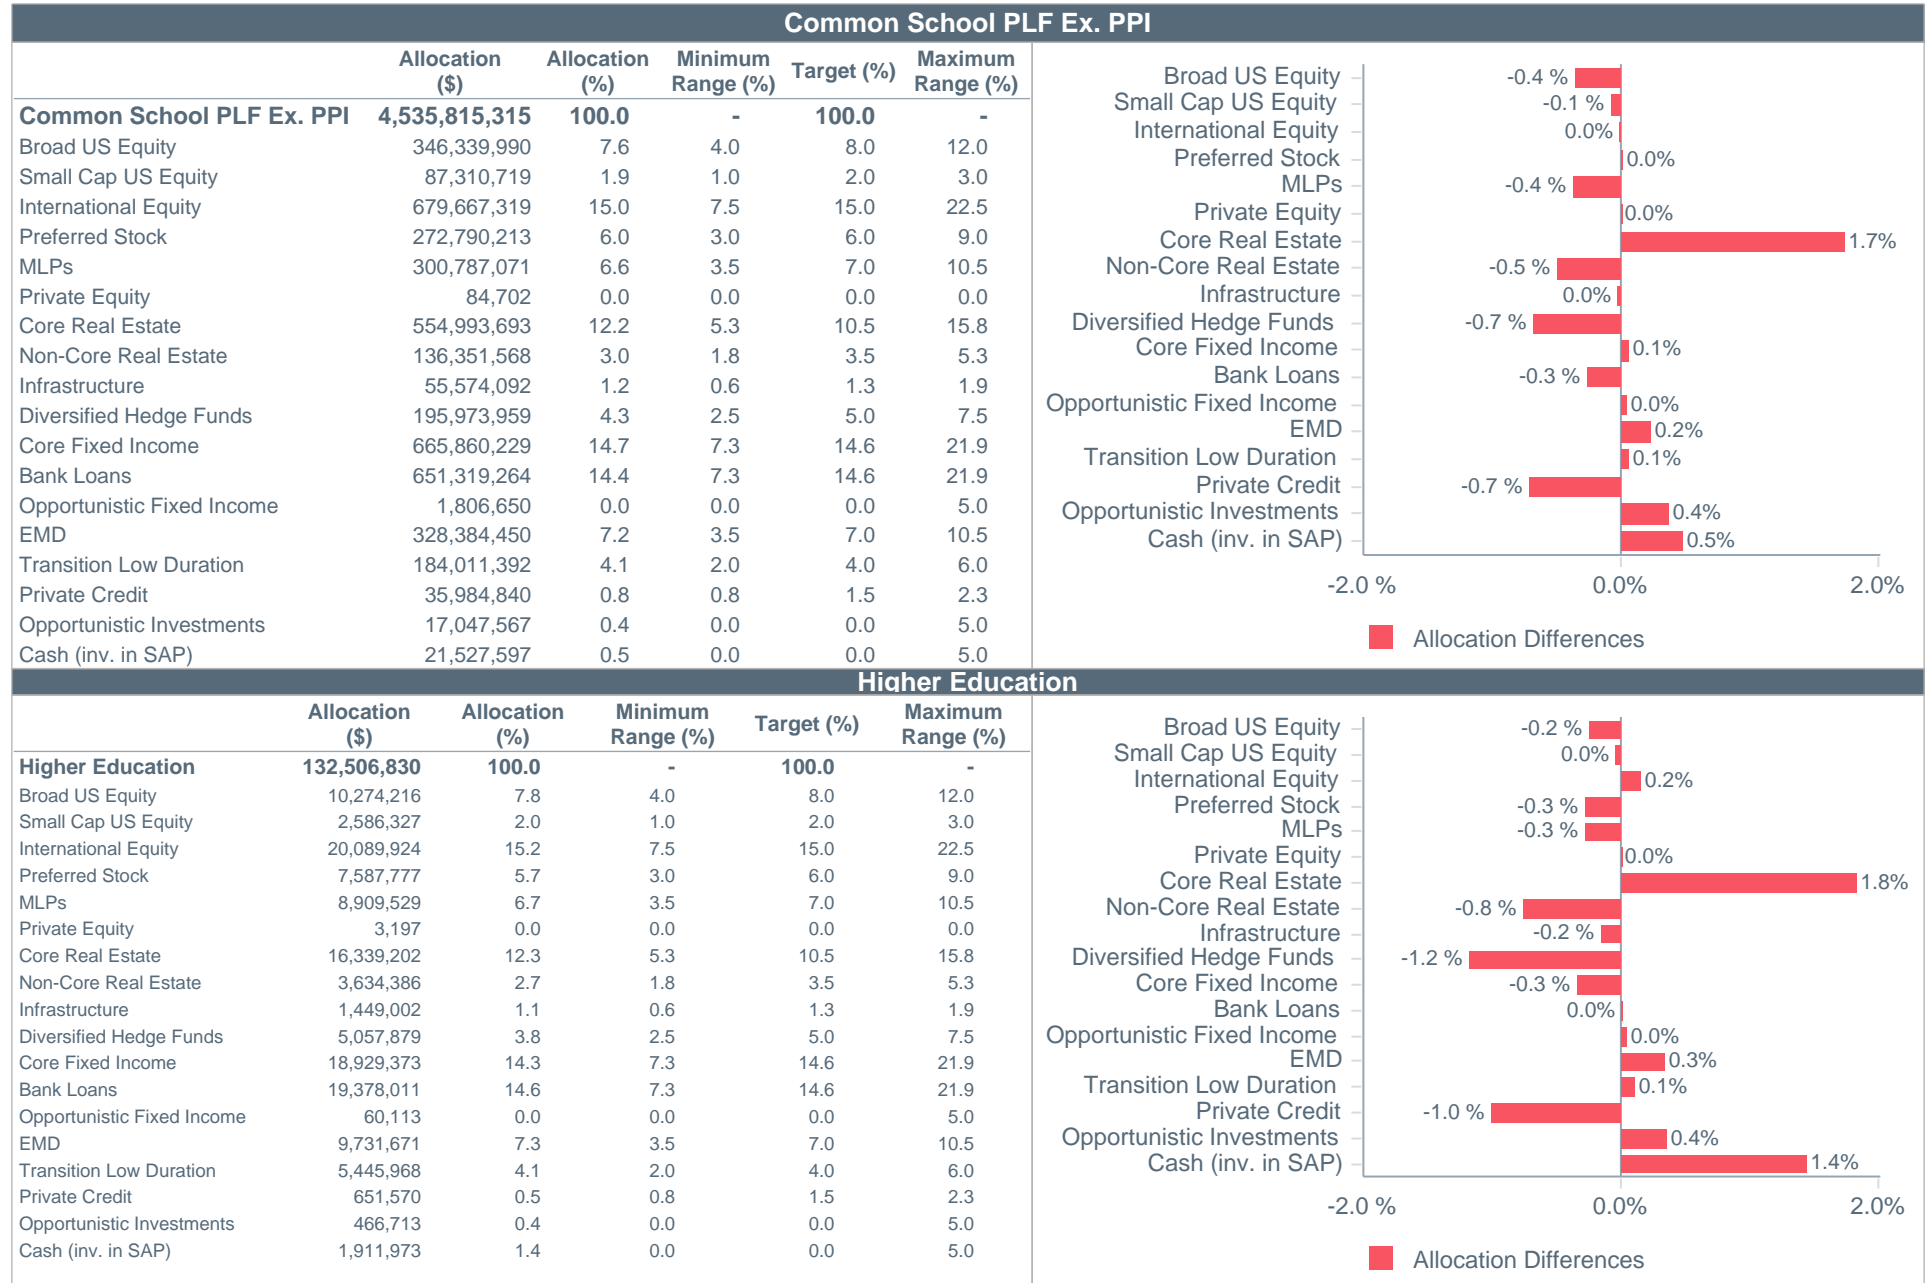 Common School PLF Ex. PPI
Allocation ($) Allocation (%) Minimum Range (%) Target (%) Maximum Range (%)
Common School PLF Ex. PPI 4,535,815,315 100.0 - 100.0 -
Broad US Equity 346,339,990 7.6 4.0 8.0 12.0
Small Cap US Equity 87,310,719 1.9 1.0 2.0 3.0
International Equity 679,667,319 15.0 7.5 15.0 22.5
Preferred Stock 272,790,213 6.0 3.0 6.0 9.0
MLPs 300,787,071 6.6 3.5 7.0 10.5
Private Equity 84,702 0.0 0.0 0.0 0.0
Core Real Estate 554,993,693 12.2 5.3 10.5 15.8
Non-Core Real Estate 136,351,568 3.0 1.8 3.5 5.3
Infrastructure 55,574,092 1.2 0.6 1.3 1.9
Diversified Hedge Funds 195,973,959 4.3 2.5 5.0 7.5
Core Fixed Income 665,860,229 14.7 7.3 14.6 21.9
Bank Loans 651,319,264 14.4 7.3 14.6 21.9
Opportunistic Fixed Income 1,806,650 0.0 0.0 0.0 5.0
EMD 328,384,450 7.2 3.5 7.0 10.5
Transition Low Duration 184,011,392 4.1 2.0 4.0 6.0
Private Credit 35,984,840 0.8 0.8 1.5 2.3
Opportunistic Investments 17,047,567 0.4 0.0 0.0 5.0
Cash (inv. in SAP) 21,527,597 0.5 0.0 0.0 5.0
Broad US Equity -0.4 %
Small Cap US Equity -0.1 %
International Equity 0.0%
Preferred Stock 0.0%
MLPs -0.4 %
Private Equity 0.0%
Core Real Estate 1.7%
Non-Core Real Estate -0.5 %
Infrastructure 0.0%
Diversified Hedge Funds -0.7 %
Core Fixed Income 0.1%
Bank Loans -0.3 %
Opportunistic Fixed Income 0.0%
EMD 0.2%
Transition Low Duration 0.1%
Private Credit -0.7 %
Opportunistic Investments 0.4%
Cash (inv. in SAP) 0.5%
-2.0 % 0.0% 2.0%
Allocation Differences
Higher Education
Allocation ($) Allocation (%) Minimum Range (%) Target (%) Maximum Range (%)
Higher Education 132,506,830 100.0 - 100.0 -
Broad US Equity 10,274,216 7.8 4.0 8.0 12.0
Small Cap US Equity 2,586,327 2.0 1.0 2.0 3.0
International Equity 20,089,924 15.2 7.5 15.0 22.5
Preferred Stock 7,587,777 5.7 3.0 6.0 9.0
MLPs 8,909,529 6.7 3.5 7.0 10.5
Private Equity 3,197 0.0 0.0 0.0 0.0
Core Real Estate 16,339,202 12.3 5.3 10.5 15.8
Non-Core Real Estate 3,634,386 2.7 1.8 3.5 5.3
Infrastructure 1,449,002 1.1 0.6 1.3 1.9
Diversified Hedge Funds 5,057,879 3.8 2.5 5.0 7.5
Core Fixed Income 18,929,373 14.3 7.3 14.6 21.9
Bank Loans 19,378,011 14.6 7.3 14.6 21.9
Opportunistic Fixed Income 60,113 0.0 0.0 0.0 5.0
EMD 9,731,671 7.3 3.5 7.0 10.5
Transition Low Duration 5,445,968 4.1 2.0 4.0 6.0
Private Credit 651,570 0.5 0.8 1.5 2.3
Opportunistic Investments 466,713 0.4 0.0 0.0 5.0
Cash (inv. in SAP) 1,911,973 1.4 0.0 0.0 5.0
Broad US Equity -0.2 %
Small Cap US Equity 0.0%
International Equity 0.2%
Preferred Stock -0.3 %
MLPs -0.3 %
Private Equity 0.0%
Core Real Estate 1.8%
Non-Core Real Estate -0.8 %
Infrastructure -0.2 %
Diversified Hedge Funds -1.2 %
Core Fixed Income -0.3 %
Bank Loans 0.0%
Opportunistic Fixed Income 0.0%
EMD 0.3%
Transition Low Duration 0.1%
Private Credit -1.0 %
Opportunistic Investments 0.4%
Cash (inv. in SAP) 1.4%
-2.0 % 0.0% 2.0%
Allocation Differences